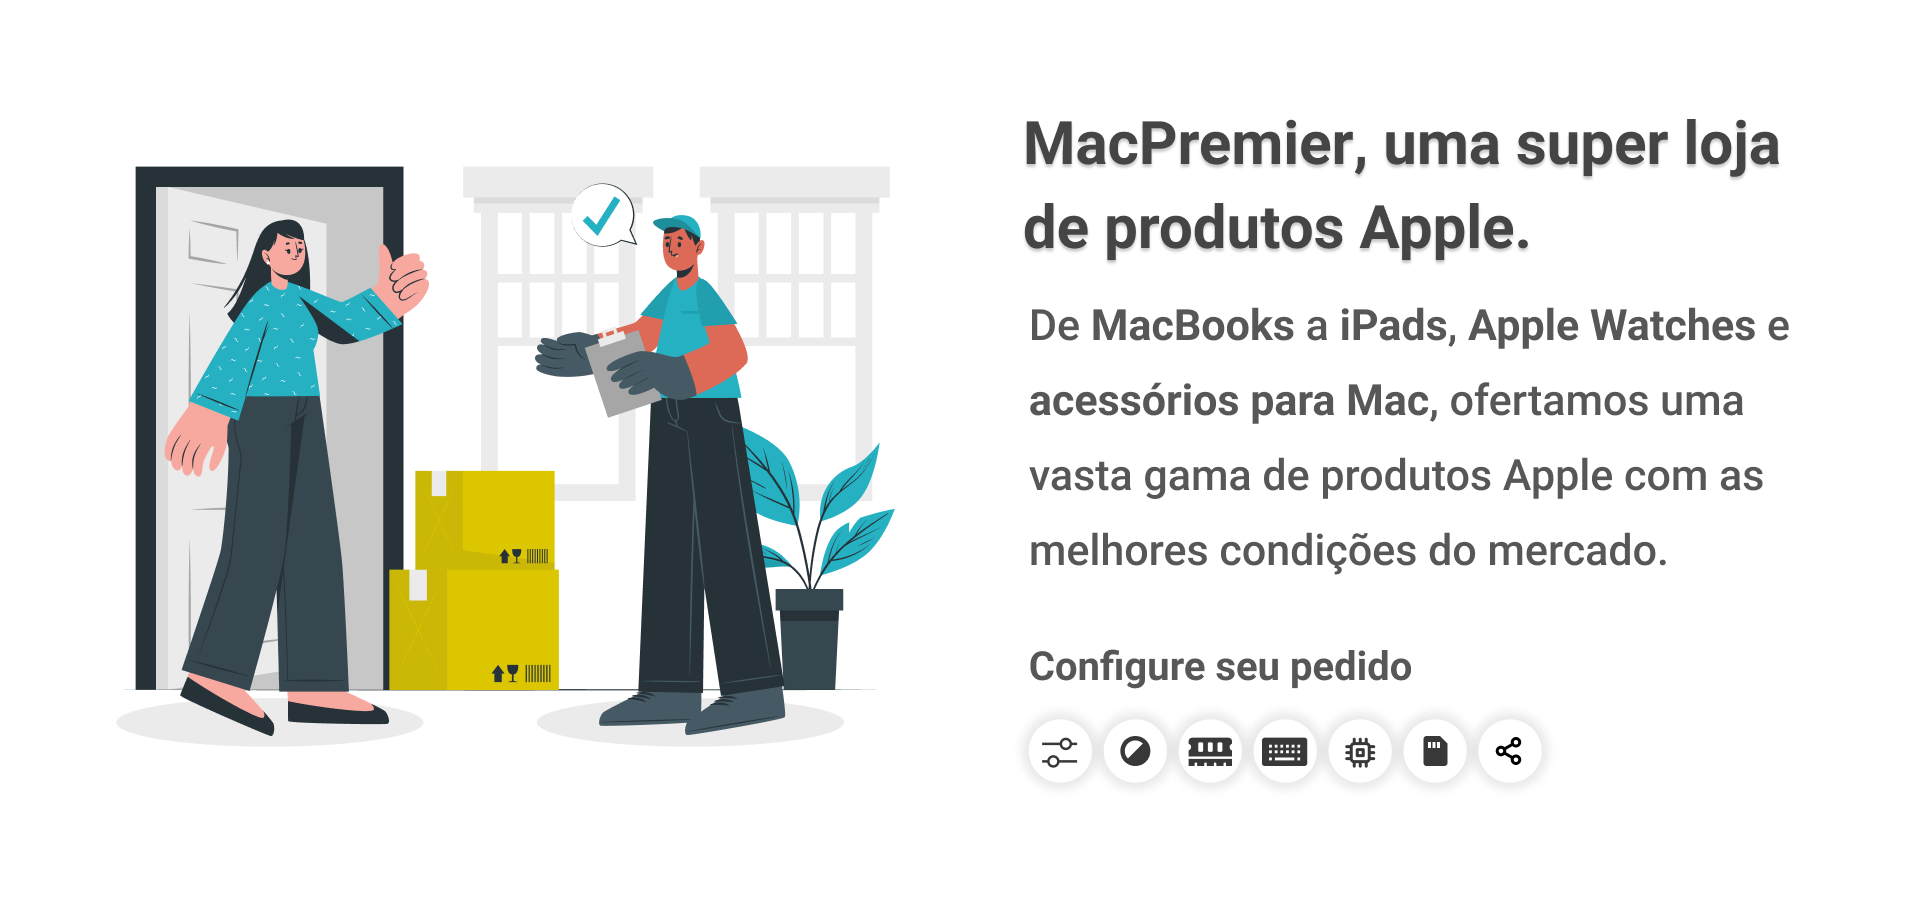 MacPremier, uma super loja
de produtos Apple.
De MacBooks a iPads, Apple Watches e
acessórios para Mac, ofertamos uma
vasta gama de produtos Apple com as
melhores condições do mercado.
Configure seu pedido